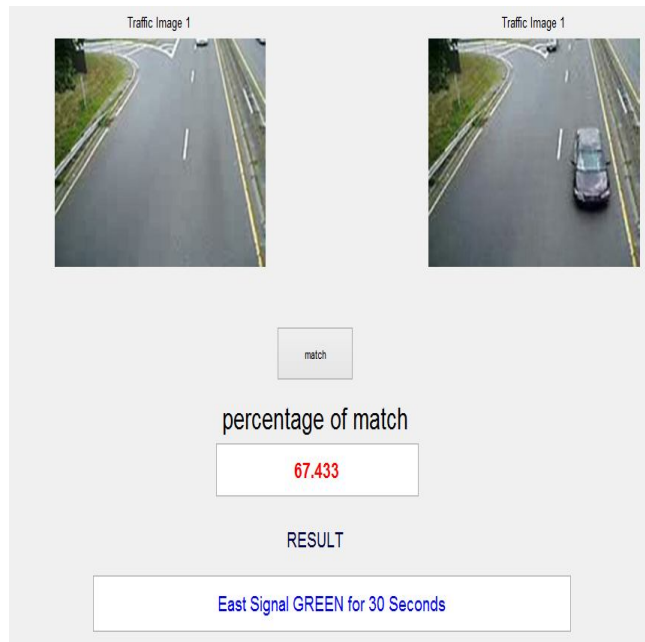 Traffic Image 1
Traffic Image 1
match
percentage of match
67.433
RESULT
East Signal GREEN for 30 Seconds